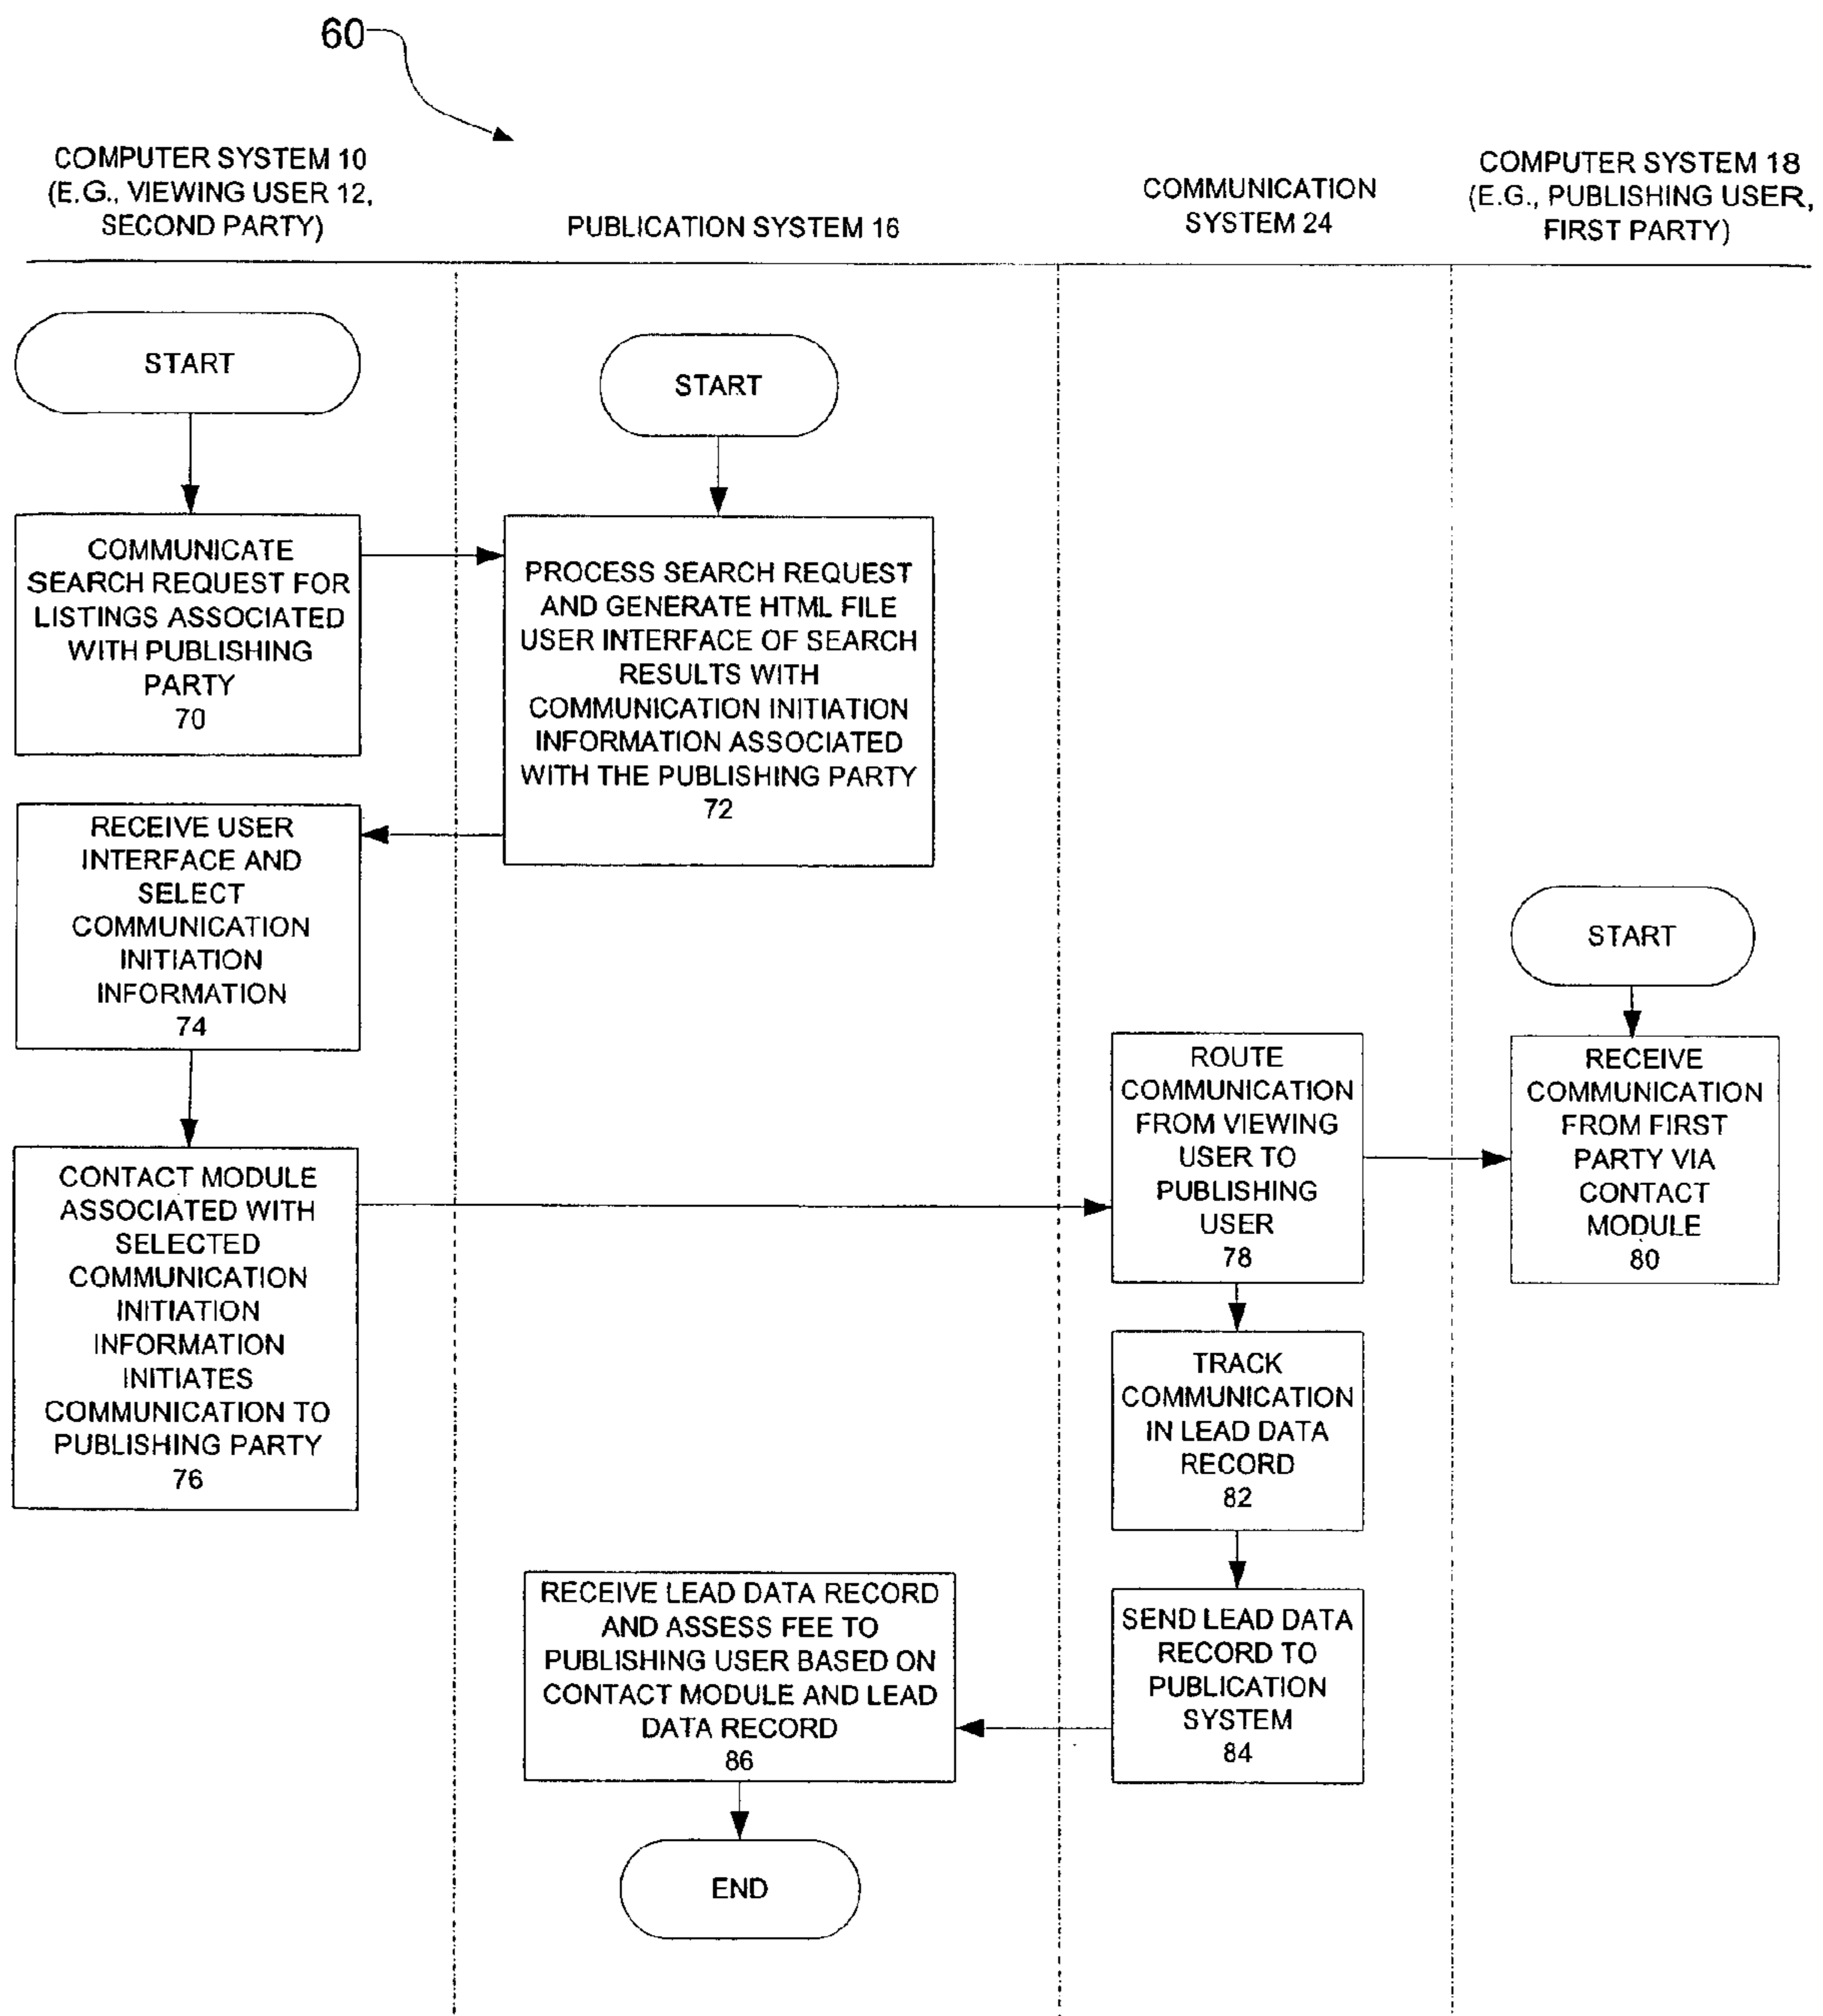 60
COMPUTER SYSTEM 10
(E.G., VIEWING USER 12,
SECOND PARTY)
PUBLICATION SYSTEM 16
COMMUNICATION
SYSTEM 24
COMPUTER SYSTEM 18
(E.G., PUBLISHING USER,
FIRST PARTY)
START
START
COMMUNICATE
SEARCH REQUEST FOR
LISTINGS ASSOCIATED
WITH PUBLISHING
PARTY
70
PROCESS SEARCH REQUEST
AND GENERATE HTML FILE
USER INTERFACE OF SEARCH
RESULTS WITH
COMMUNICATION INITIATION
INFORMATION ASSOCIATED
WITH THE PUBLISHING PARTY
72
RECEIVE USER
INTERFACE AND
SELECT
COMMUNICATION
INITIATION
INFORMATION
74
START
CONTACT MODULE
ASSOCIATED WITH
SELECTED
COMMUNICATION
INITIATION
INFORMATION
INITIATES
COMMUNICATION TO
PUBLISHING PARTY
76
ROUTE
COMMUNICATION
FROM VIEWING
USER TO
PUBLISHING
USER
78
RECEIVE
COMMUNICATION
FROM FIRST
PARTY VIA
CONTACT
MODULE
80
TRACK
COMMUNICATION
IN LEAD DATA
RECORD
82
SEND LEAD DATA
RECORD TO
PUBLICATION
SYSTEM
84
RECEIVE LEAD DATA RECORD
AND ASSESS FEE TO
PUBLISHING USER BASED ON
CONTACT MODULE AND LEAD
DATA RECORD
86
END